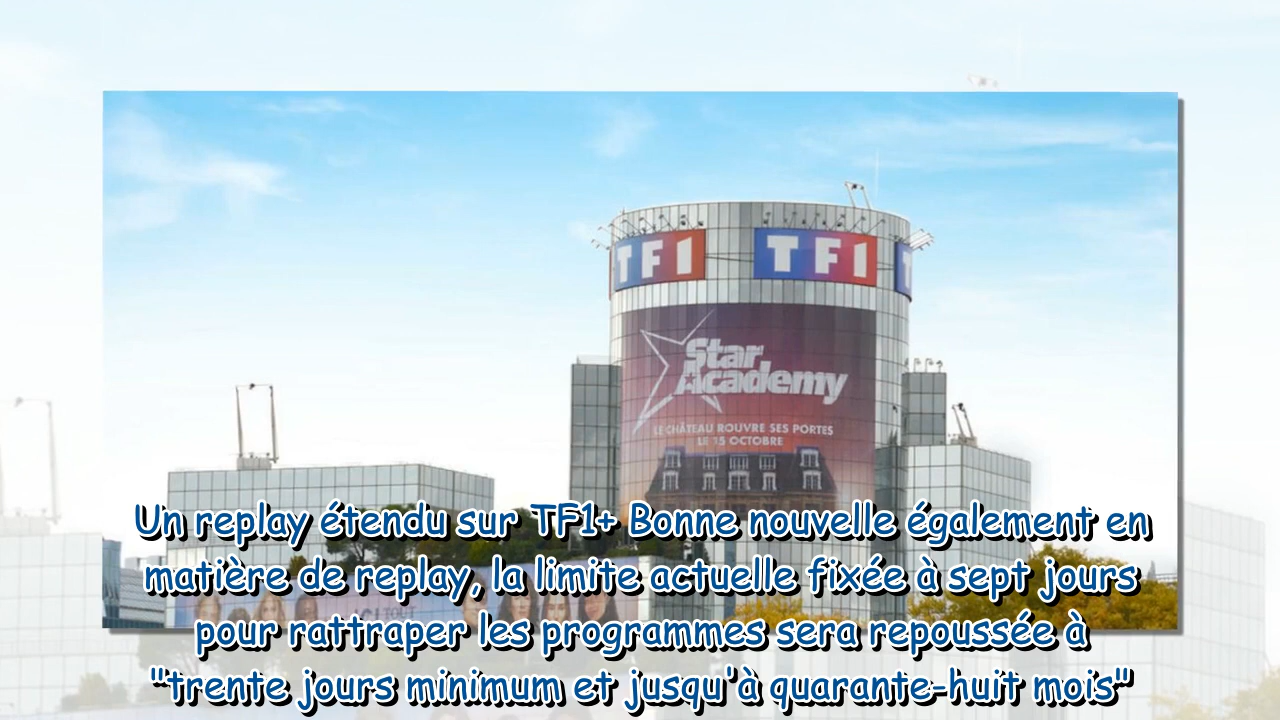 TF1 TF1 T
Star
Academy
LE CHÂTEAU ROUVRE SES PORTES
LE 15 OCTOBRE
TOUT
Un replay étendu sur TF1+ Bonne nouvelle également en
matière de replay, la limite actuelle fixée à sept jours
pour rattraper les programmes sera repoussée à
"trente jours minimum et jusqu'à quarante-huit mois"